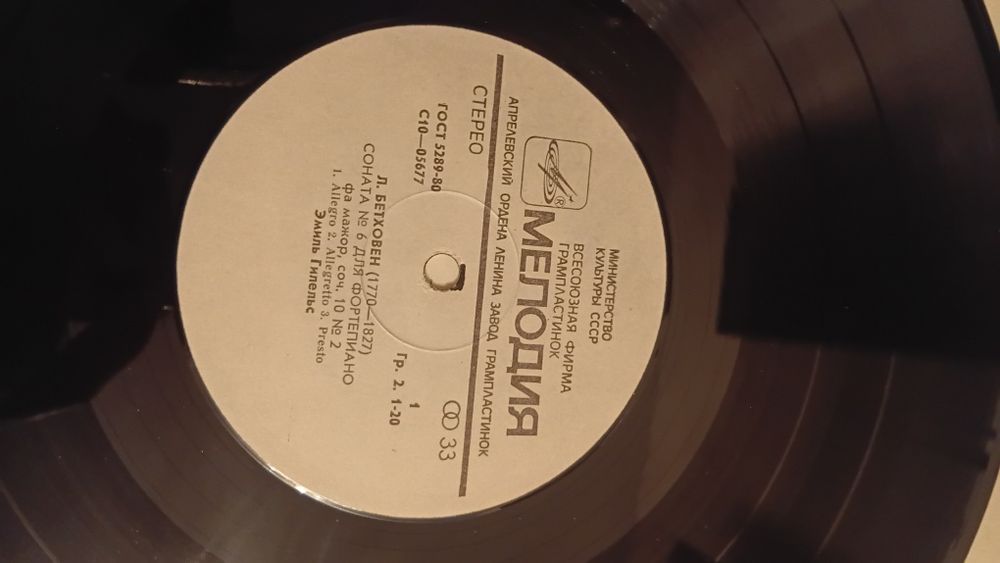 МИНИСТЕРСТВО
КУЛЬТУРЫ СССР
ВСЕСОЮЗНАЯ ФИРМА
ГРАМПЛАСТИНОК
® МЕЛОДИЯ
АПРЕЛЕВСКИЙ ОРДЕНА ЛЕНИНА ЗАВОД ГРАМПЛАСТИНОК
СТЕРЕО
33
ГОСТ 5289-80
С10—05677
1
Гр. 2. 1-20
Л. БЕТХОВЕН (1770—1827)
СОНАТА № 6 ДЛЯ ФОРТЕПИАНО
фа мажор, соч. 10 № 2
1. Allegro 2. Allegretto 3. Presto
Эмиль Гилельс